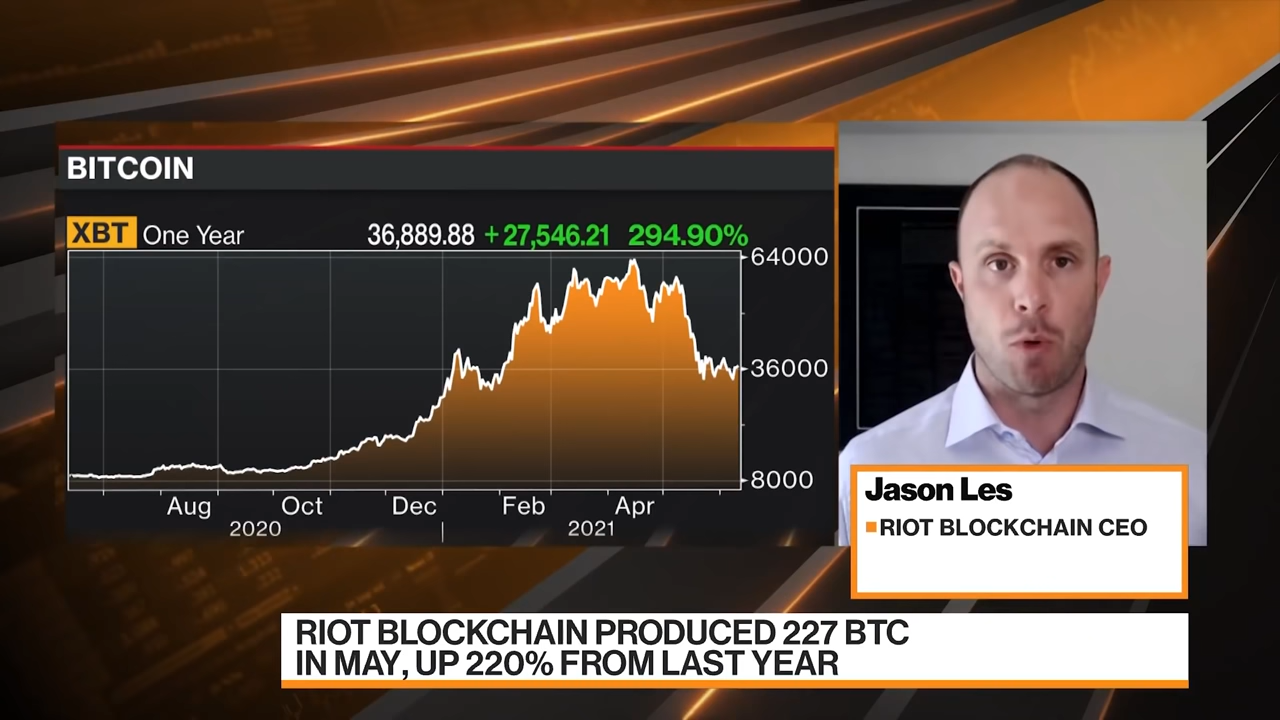 BITCOIN
XBT One Year 36,889.88 +27,546.21 294.90%
64000
36000
8000
Aug Oct Dec Feb Apr
2020 2021
Jason Les
RIOT BLOCKCHAIN CEO
RIOT BLOCKCHAIN PRODUCED 227 BTC
IN MAY, UP 220% FROM LAST YEAR